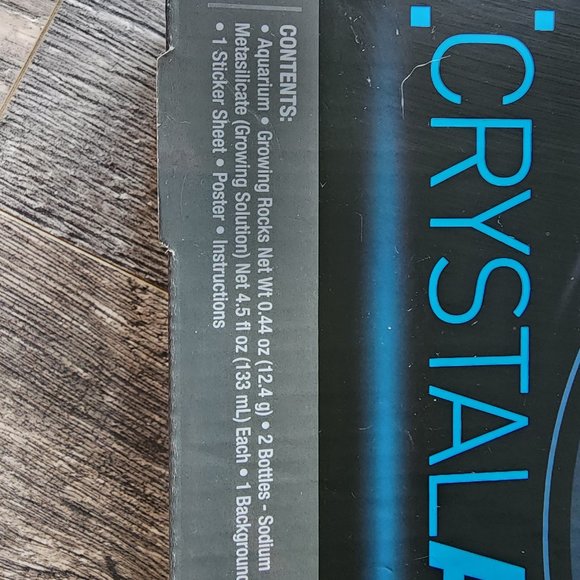 CONTENTS:
• Aquarium • Growing Rocks Net Wt 0.44 oz (12.4 g) • 2 Bottles - Sodium
Metasilicate (Growing Solution) Net 4.5 fl oz (133 mL) Each • 1 Background
• 1 Sticker Sheet • Poster • Instructions
CRYSTAL